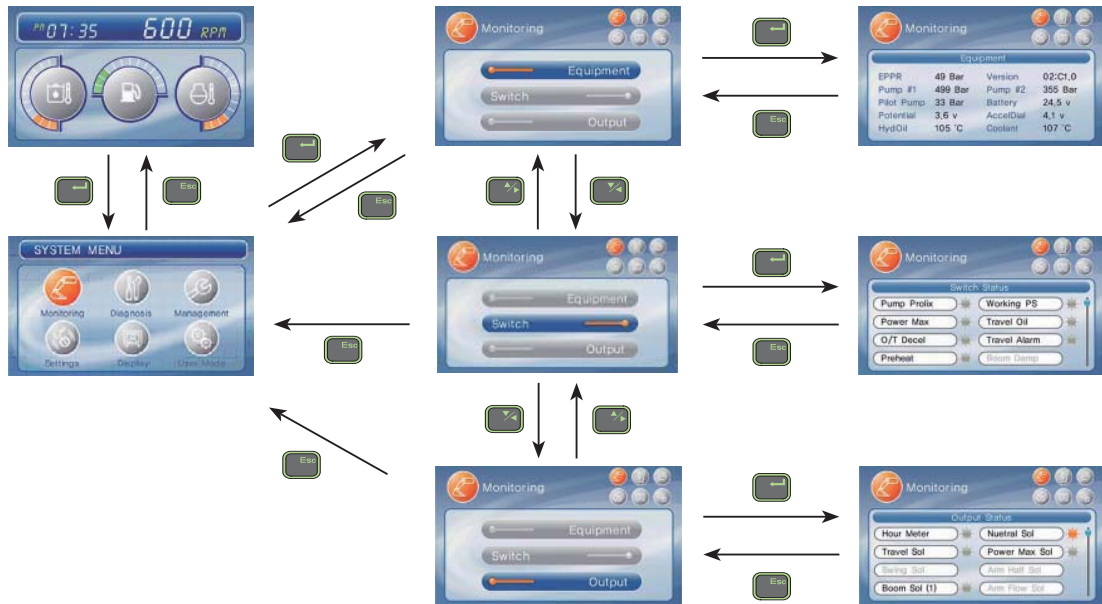 PM 07:35 600 RPM
Esc
SYSTEM MENU
Monitoring Diagnosis Management
Settings Display User Mode
Esc
Monitoring
Equipment
Switch
Output
Esc
Monitoring
Equipment
EPPR 49 Bar Version 02:C1,0
Pump #1 499 Bar Pump #2 355 Bar
Pilot Pump 33 Bar Battery 24,5 v
Potential 3,6 v AccelDial 4,1 v
HydOil 105 °C Coolant 107 °C
Esc
Monitoring
Equipment
Switch
Output
Esc
Monitoring
Switch Status
Pump Prolix Working PS
Power Max Travel Oil
O/T Decel Travel Alarm
Preheat Boom Damp
Esc
Monitoring
Equipment
Switch
Output
Esc
Monitoring
Output Status
Hour Meter Nuetral Sol
Travel Sol Power Max Sol
Swing Sol Arm Half Sol
Boom Sol (1) Arm Flow Sol